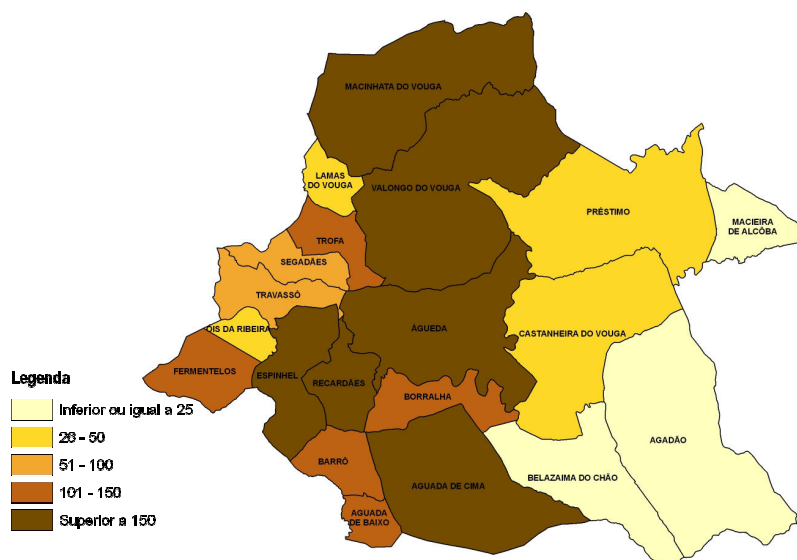 MACINHATA DO VOUGA
LAMAS
DO VOUGA
VALONGO DO VOUGA
PRÉSTIMO
MACIEIRA
DE ALCÔBA
TROFA
SEGADÃES
TRAVASSÔ
ÓIS DA RIBEIRA
ÁGUEDA
CASTANHEIRA DO VOUGA
FERMENTELOS
ESPINHEL
RECARDÃES
BORRALHA
AGADÃO
BARRÔ
AGUADA DE CIMA
BELAZAIMA DO CHÃO
AGUADA
DE BAIXO
Legenda
Inferior ou igual a 25
26 - 50
51 - 100
101 - 150
Superior a 150